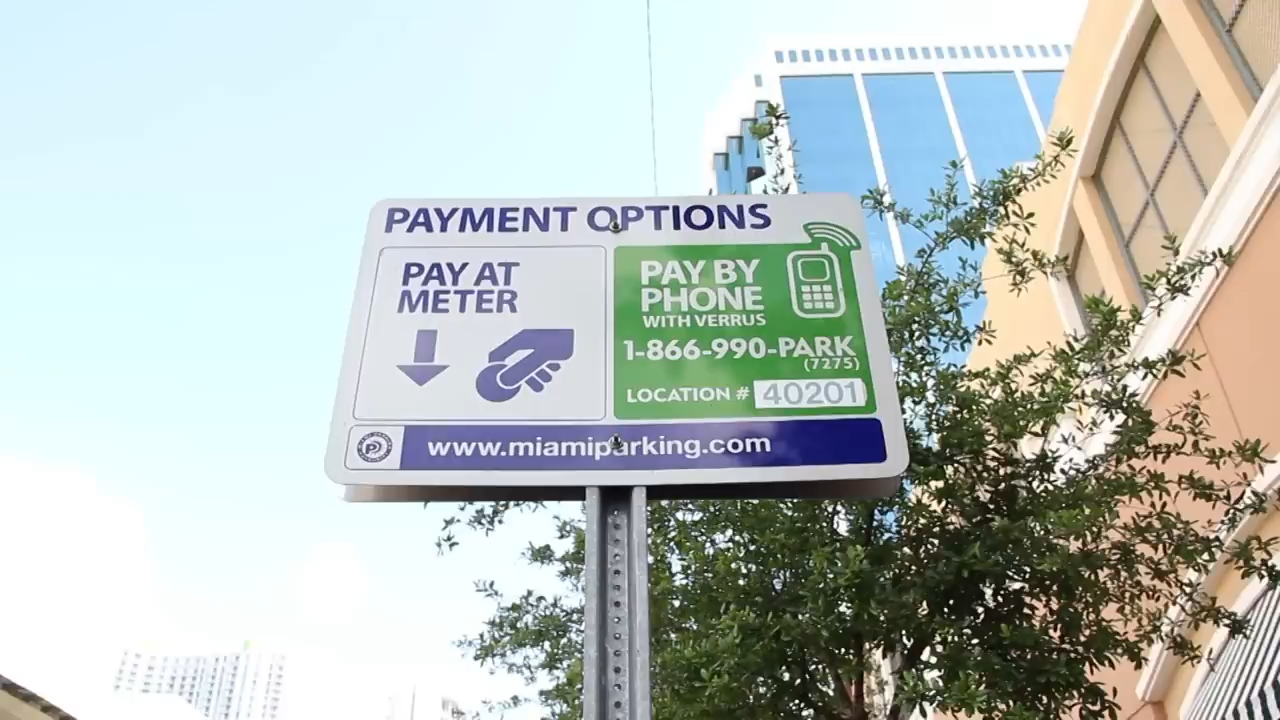 PAYMENT OPTIONS
PAY AT
METER
PAY BY
PHONE
WITH VERRUS
1-866-990-PARK
(7275)
LOCATION # 40201
www.miamiparking.com